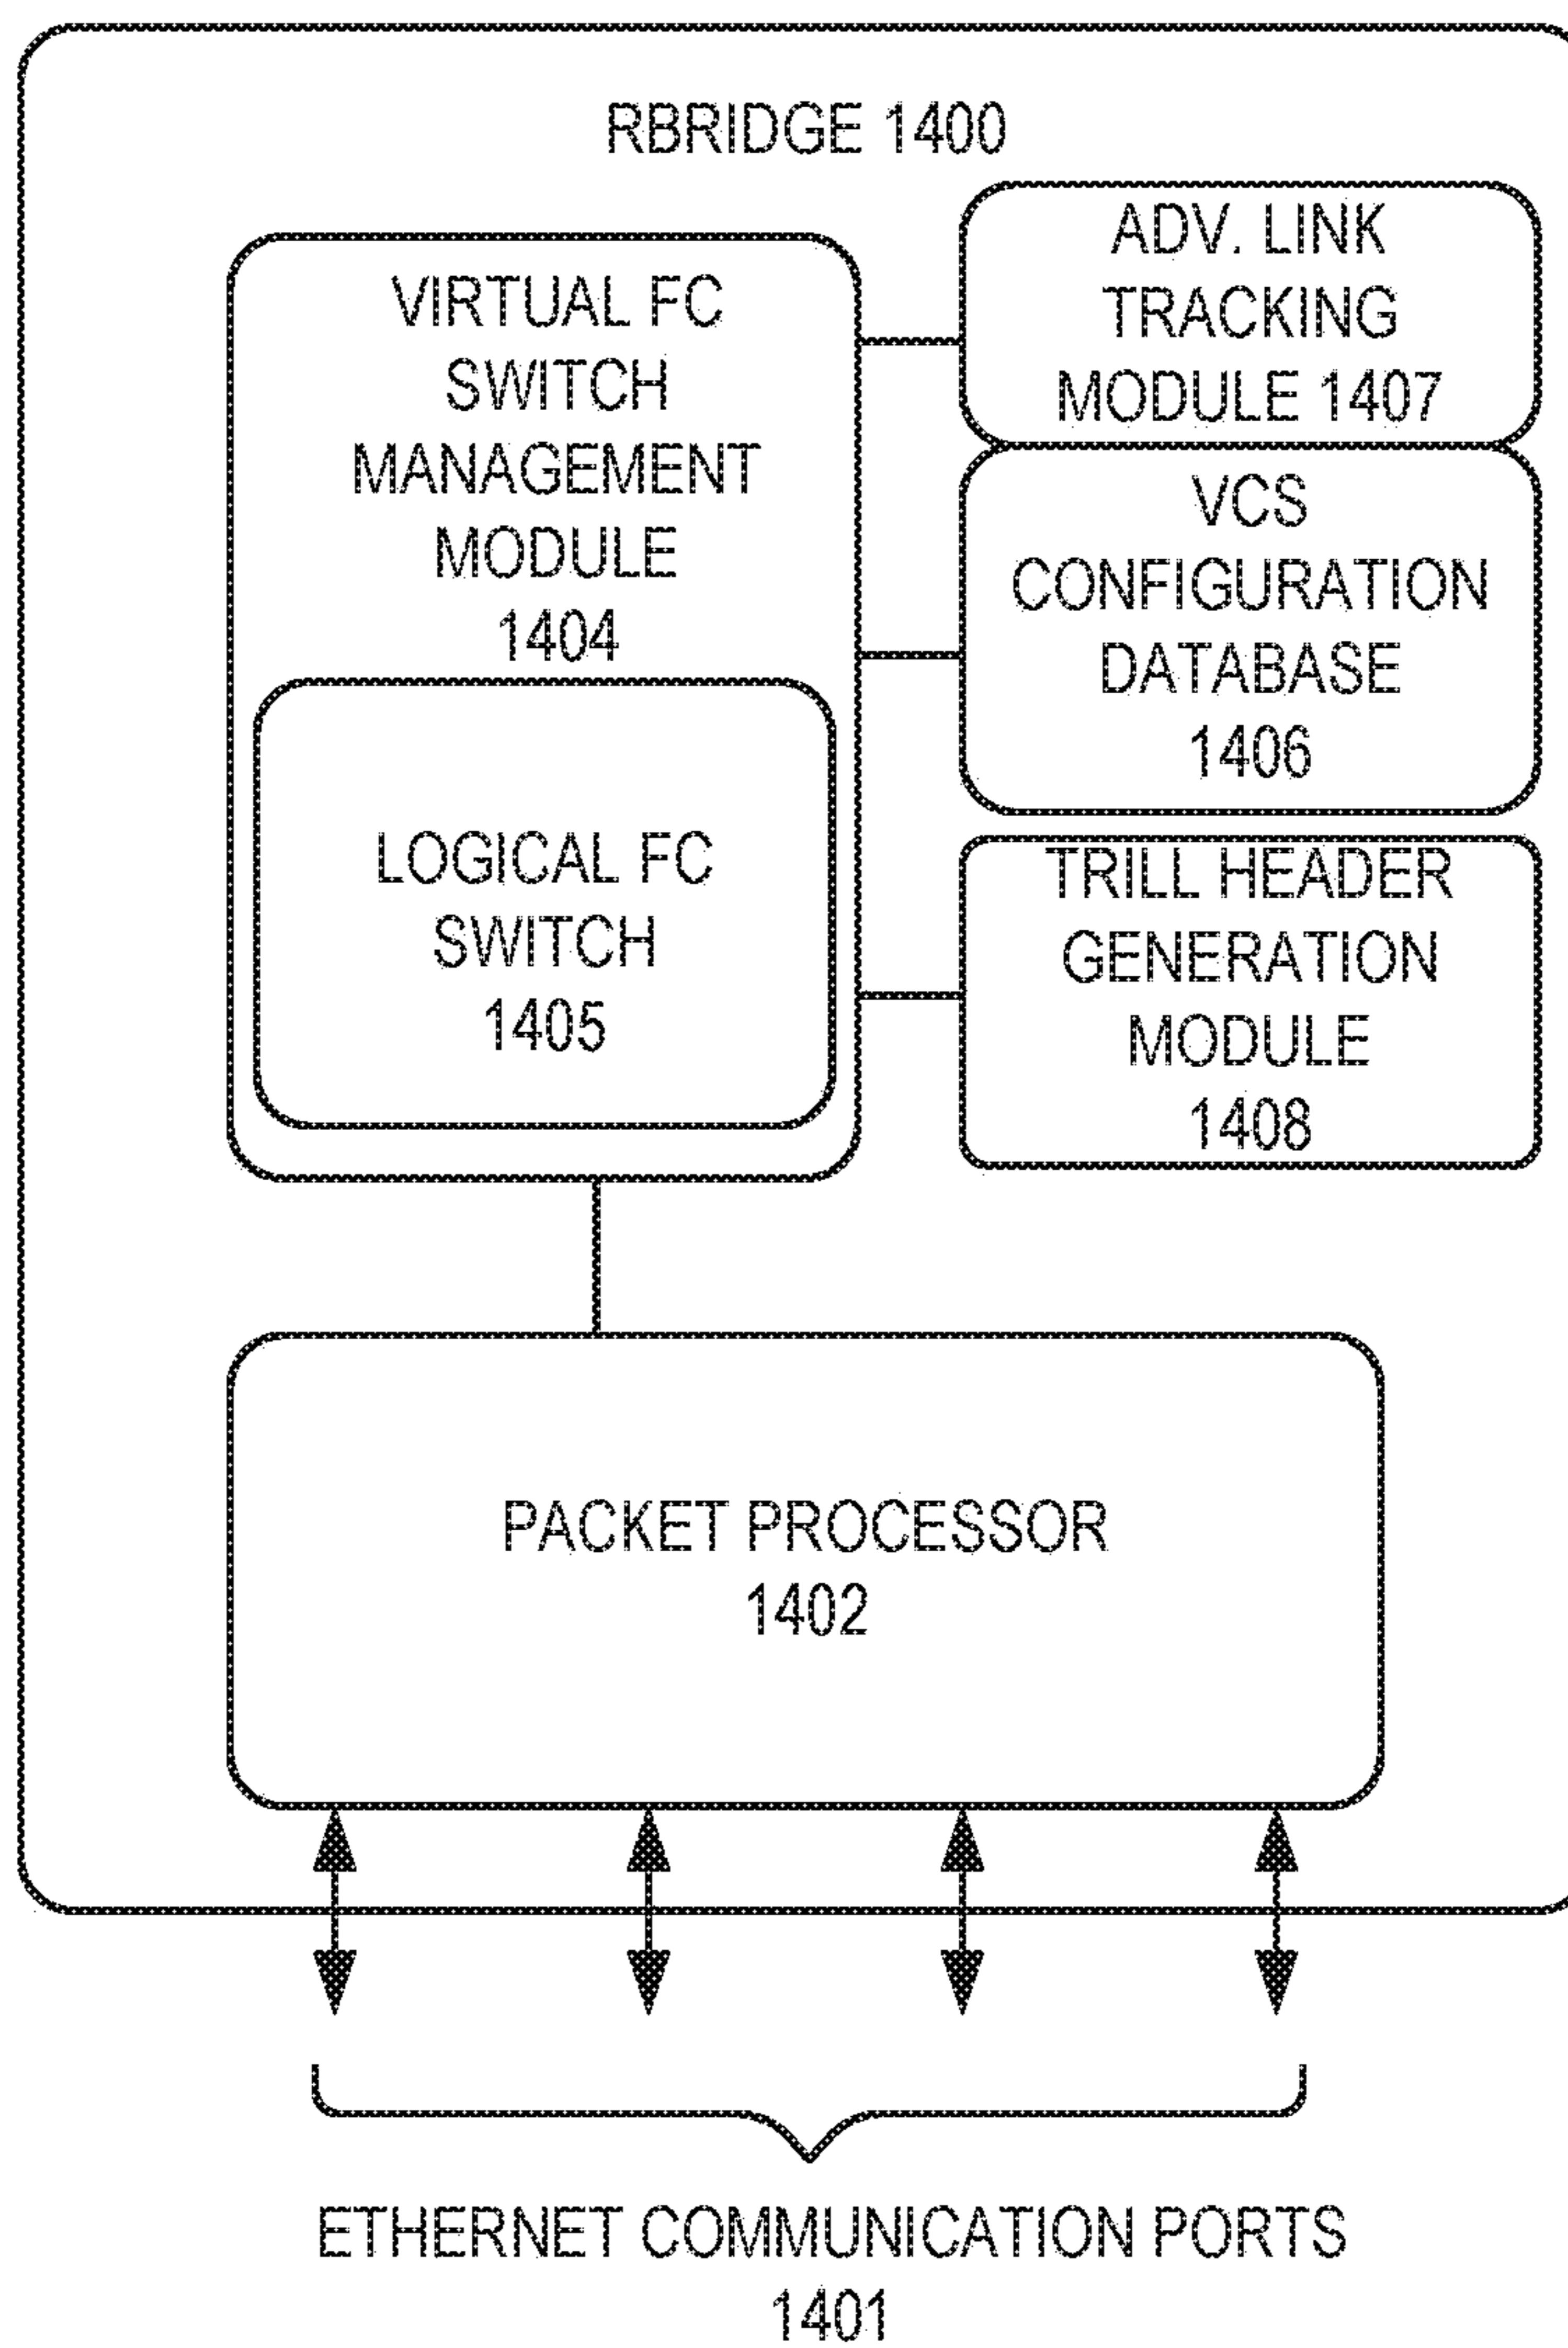 RBRIDGE 1400
VIRTUAL FC
SWITCH
MANAGEMENT
MODULE
1404
LOGICAL FC
SWITCH
1405
ADV. LINK
TRACKING
MODULE 1407
VCS
CONFIGURATION
DATABASE
1406
TRILL HEADER
GENERATION
MODULE
1408
PACKET PROCESSOR
1402
ETHERNET COMMUNICATION PORTS
1401